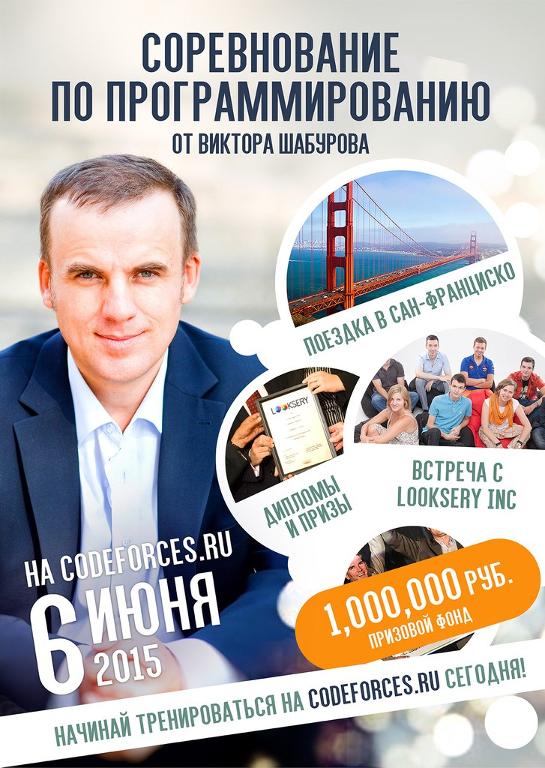 СОРЕВНОВАНИЕ
ПО ПРОГРАММИРОВАНИЮ
ОТ ВИКТОРА ШАБУРОВА
ПОЕЗДКА В САН-ФРАНЦИСКО
LOOKSERY
ДИПЛОМЫ
И ПРИЗЫ
ВСТРЕЧА С
LOOKSERY INC
НА CODEFORCES.RU
6 ИЮНЯ
2015
1,000,000 РУБ.
ПРИЗОВОЙ ФОНД
НАЧИНАЙ ТРЕНИРОВАТЬСЯ НА CODEFORCES.RU СЕГОДНЯ!